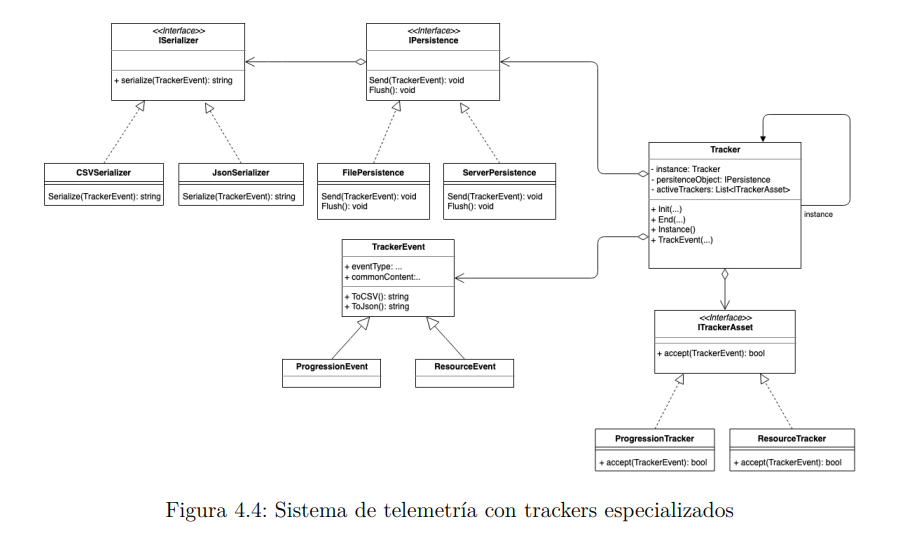 <<Interface>>
ISerializer
+ serialize(TrackerEvent): string
<<Interface>>
IPersistence
Send(TrackerEvent): void
Flush(): void
CSVSerializer
Serialize(TrackerEvent): string
JsonSerializer
Serialize(TrackerEvent): string
FilePersistence
Send(TrackerEvent): void
Flush(): void
ServerPersistence
Send(TrackerEvent): void
Flush(): void
Tracker
- instance: Tracker
- persitenceObject: IPersistence
- activeTrackers: List<ITrackerAsset>
+ Init(...)
+ End(...)
+ Instance()
+ TrackEvent(...)
instance
TrackerEvent
+ eventType: ...
+ commonContent:..
+ ToCSV(): string
+ ToJson(): string
ProgressionEvent
ResourceEvent
<<Interface>>
ITrackerAsset
+ accept(TrackerEvent): bool
ProgressionTracker
+ accept(TrackerEvent): bool
ResourceTracker
+ accept(TrackerEvent): bool
Figura 4.4: Sistema de telemetría con trackers especializados